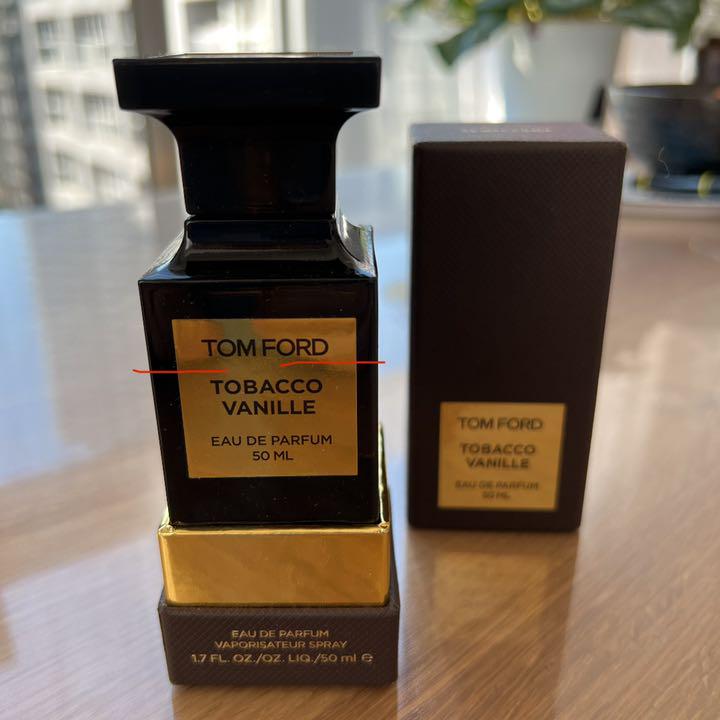 TOM FORD
TOBACCO
VANILLE
EAU DE PARFUM
50 ML
EAU DE PARFUM
VAPORISATEUR SPRAY
1.7 FL. OZ./OZ. LIQ./50 ml ℮
TOM FORD
TOBACCO
VANILLE
EAU DE PARFUM
50 ML